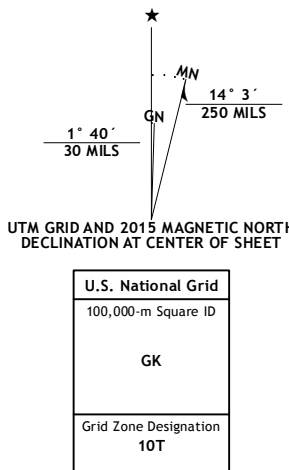 ★
MN
GN
14° 3´
250 MILS
1° 40´
30 MILS
UTM GRID AND 2015 MAGNETIC NORTH
DECLINATION AT CENTER OF SHEET
U.S. National Grid
100,000-m Square ID
GK
Grid Zone Designation
10T